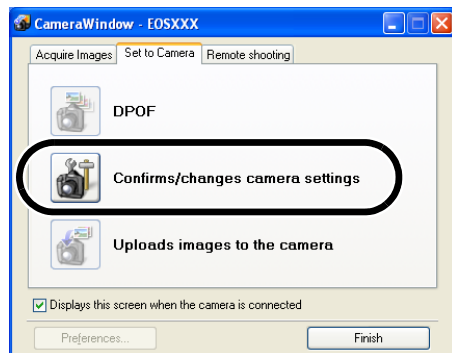 CameraWindow - EOSXXX
Acquire Images Set to Camera Remote shooting
DPOF
Confirms/changes camera settings
Uploads images to the camera
Displays this screen when the camera is connected
Preferences... Finish